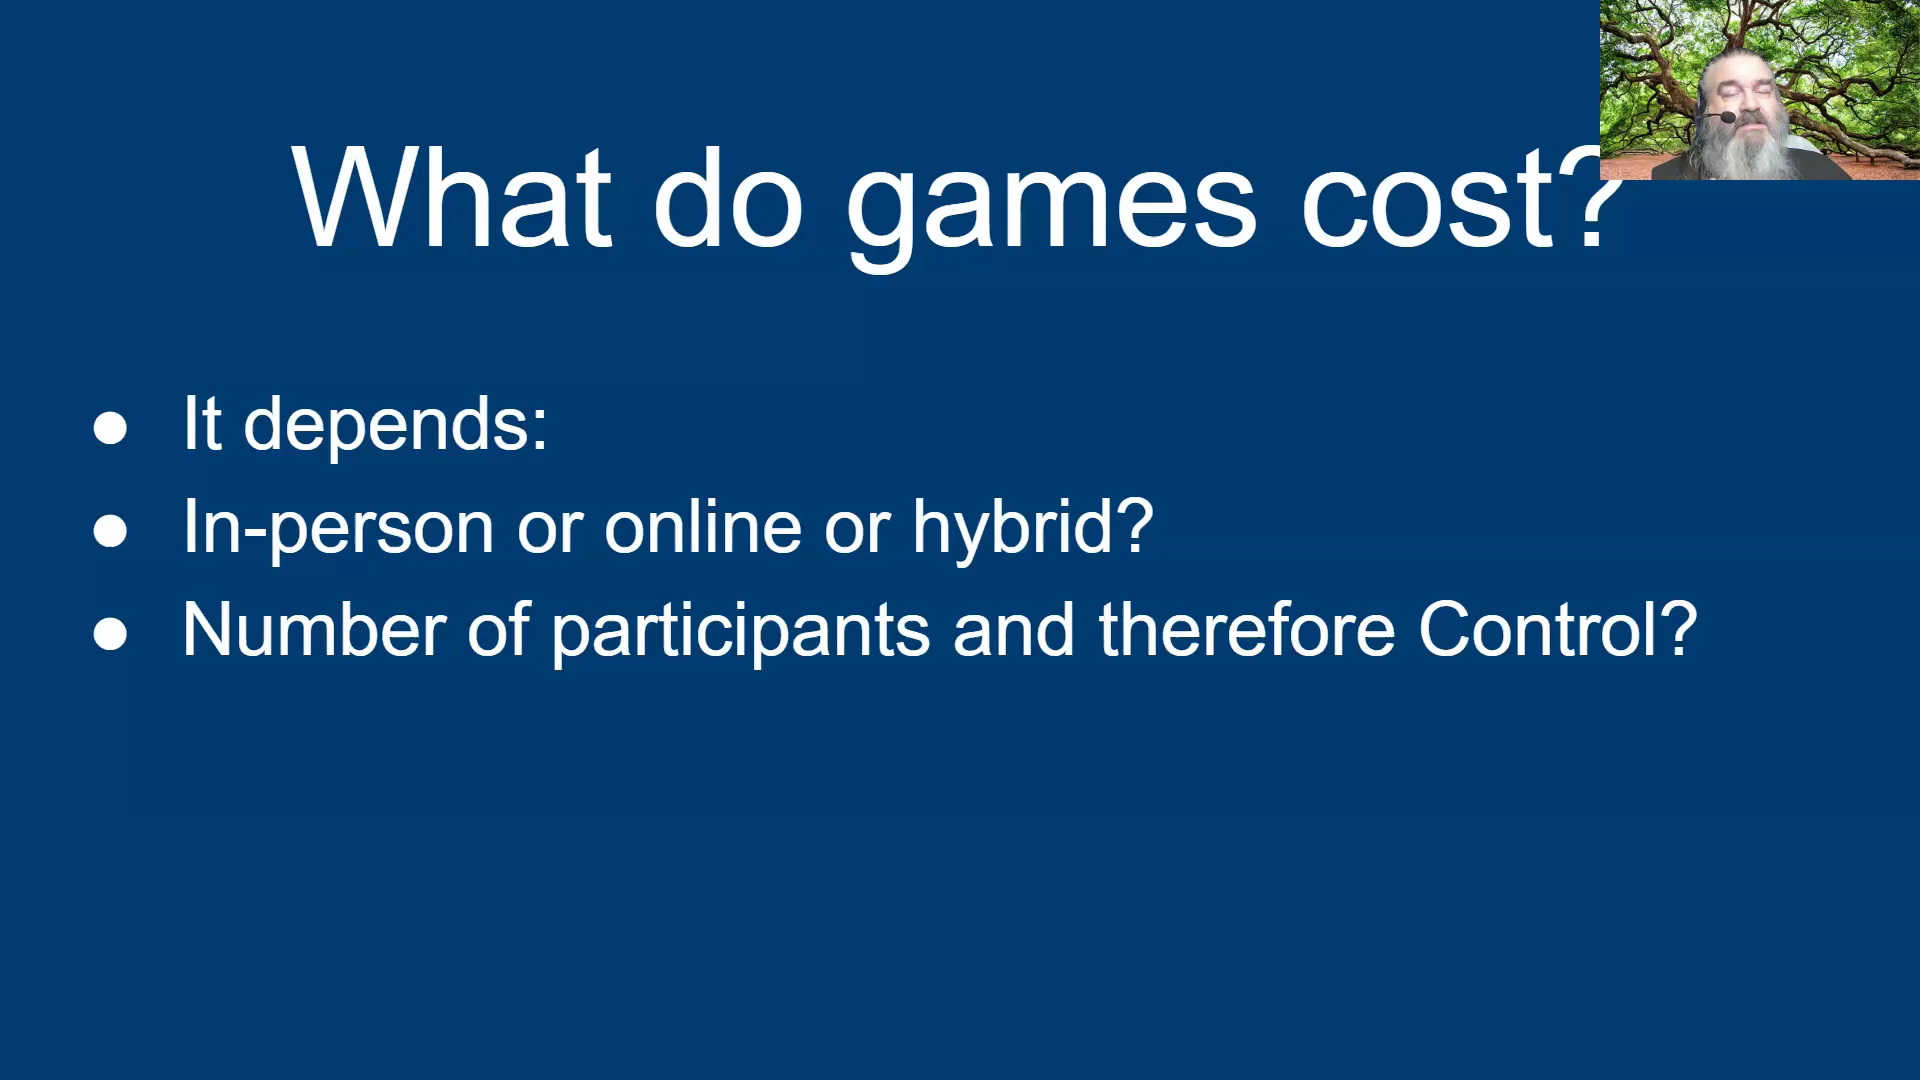 What do games cost?
● It depends:
● In-person or online or hybrid?
● Number of participants and therefore Control?